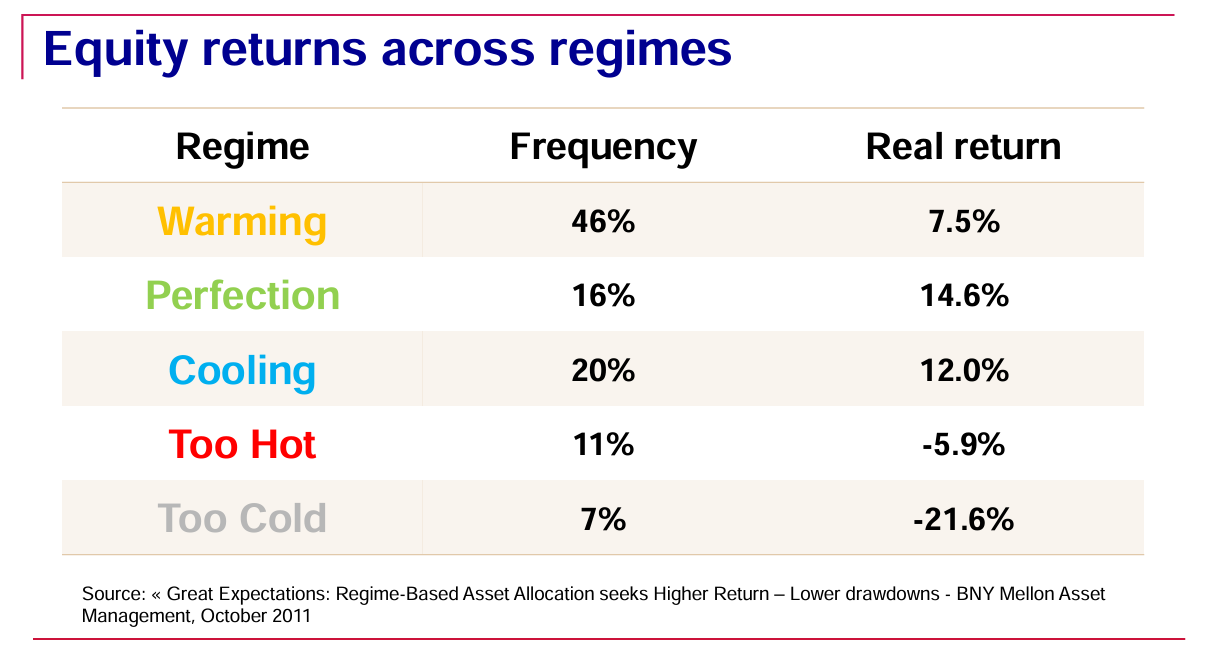 Equity returns across regimes
Regime Frequency Real return
Warming 46% 7.5%
Perfection 16% 14.6%
Cooling 20% 12.0%
Too Hot 11% -5.9%
Too Cold 7% -21.6%
Source: « Great Expectations: Regime-Based Asset Allocation seeks Higher Return – Lower drawdowns - BNY Mellon Asset
Management, October 2011